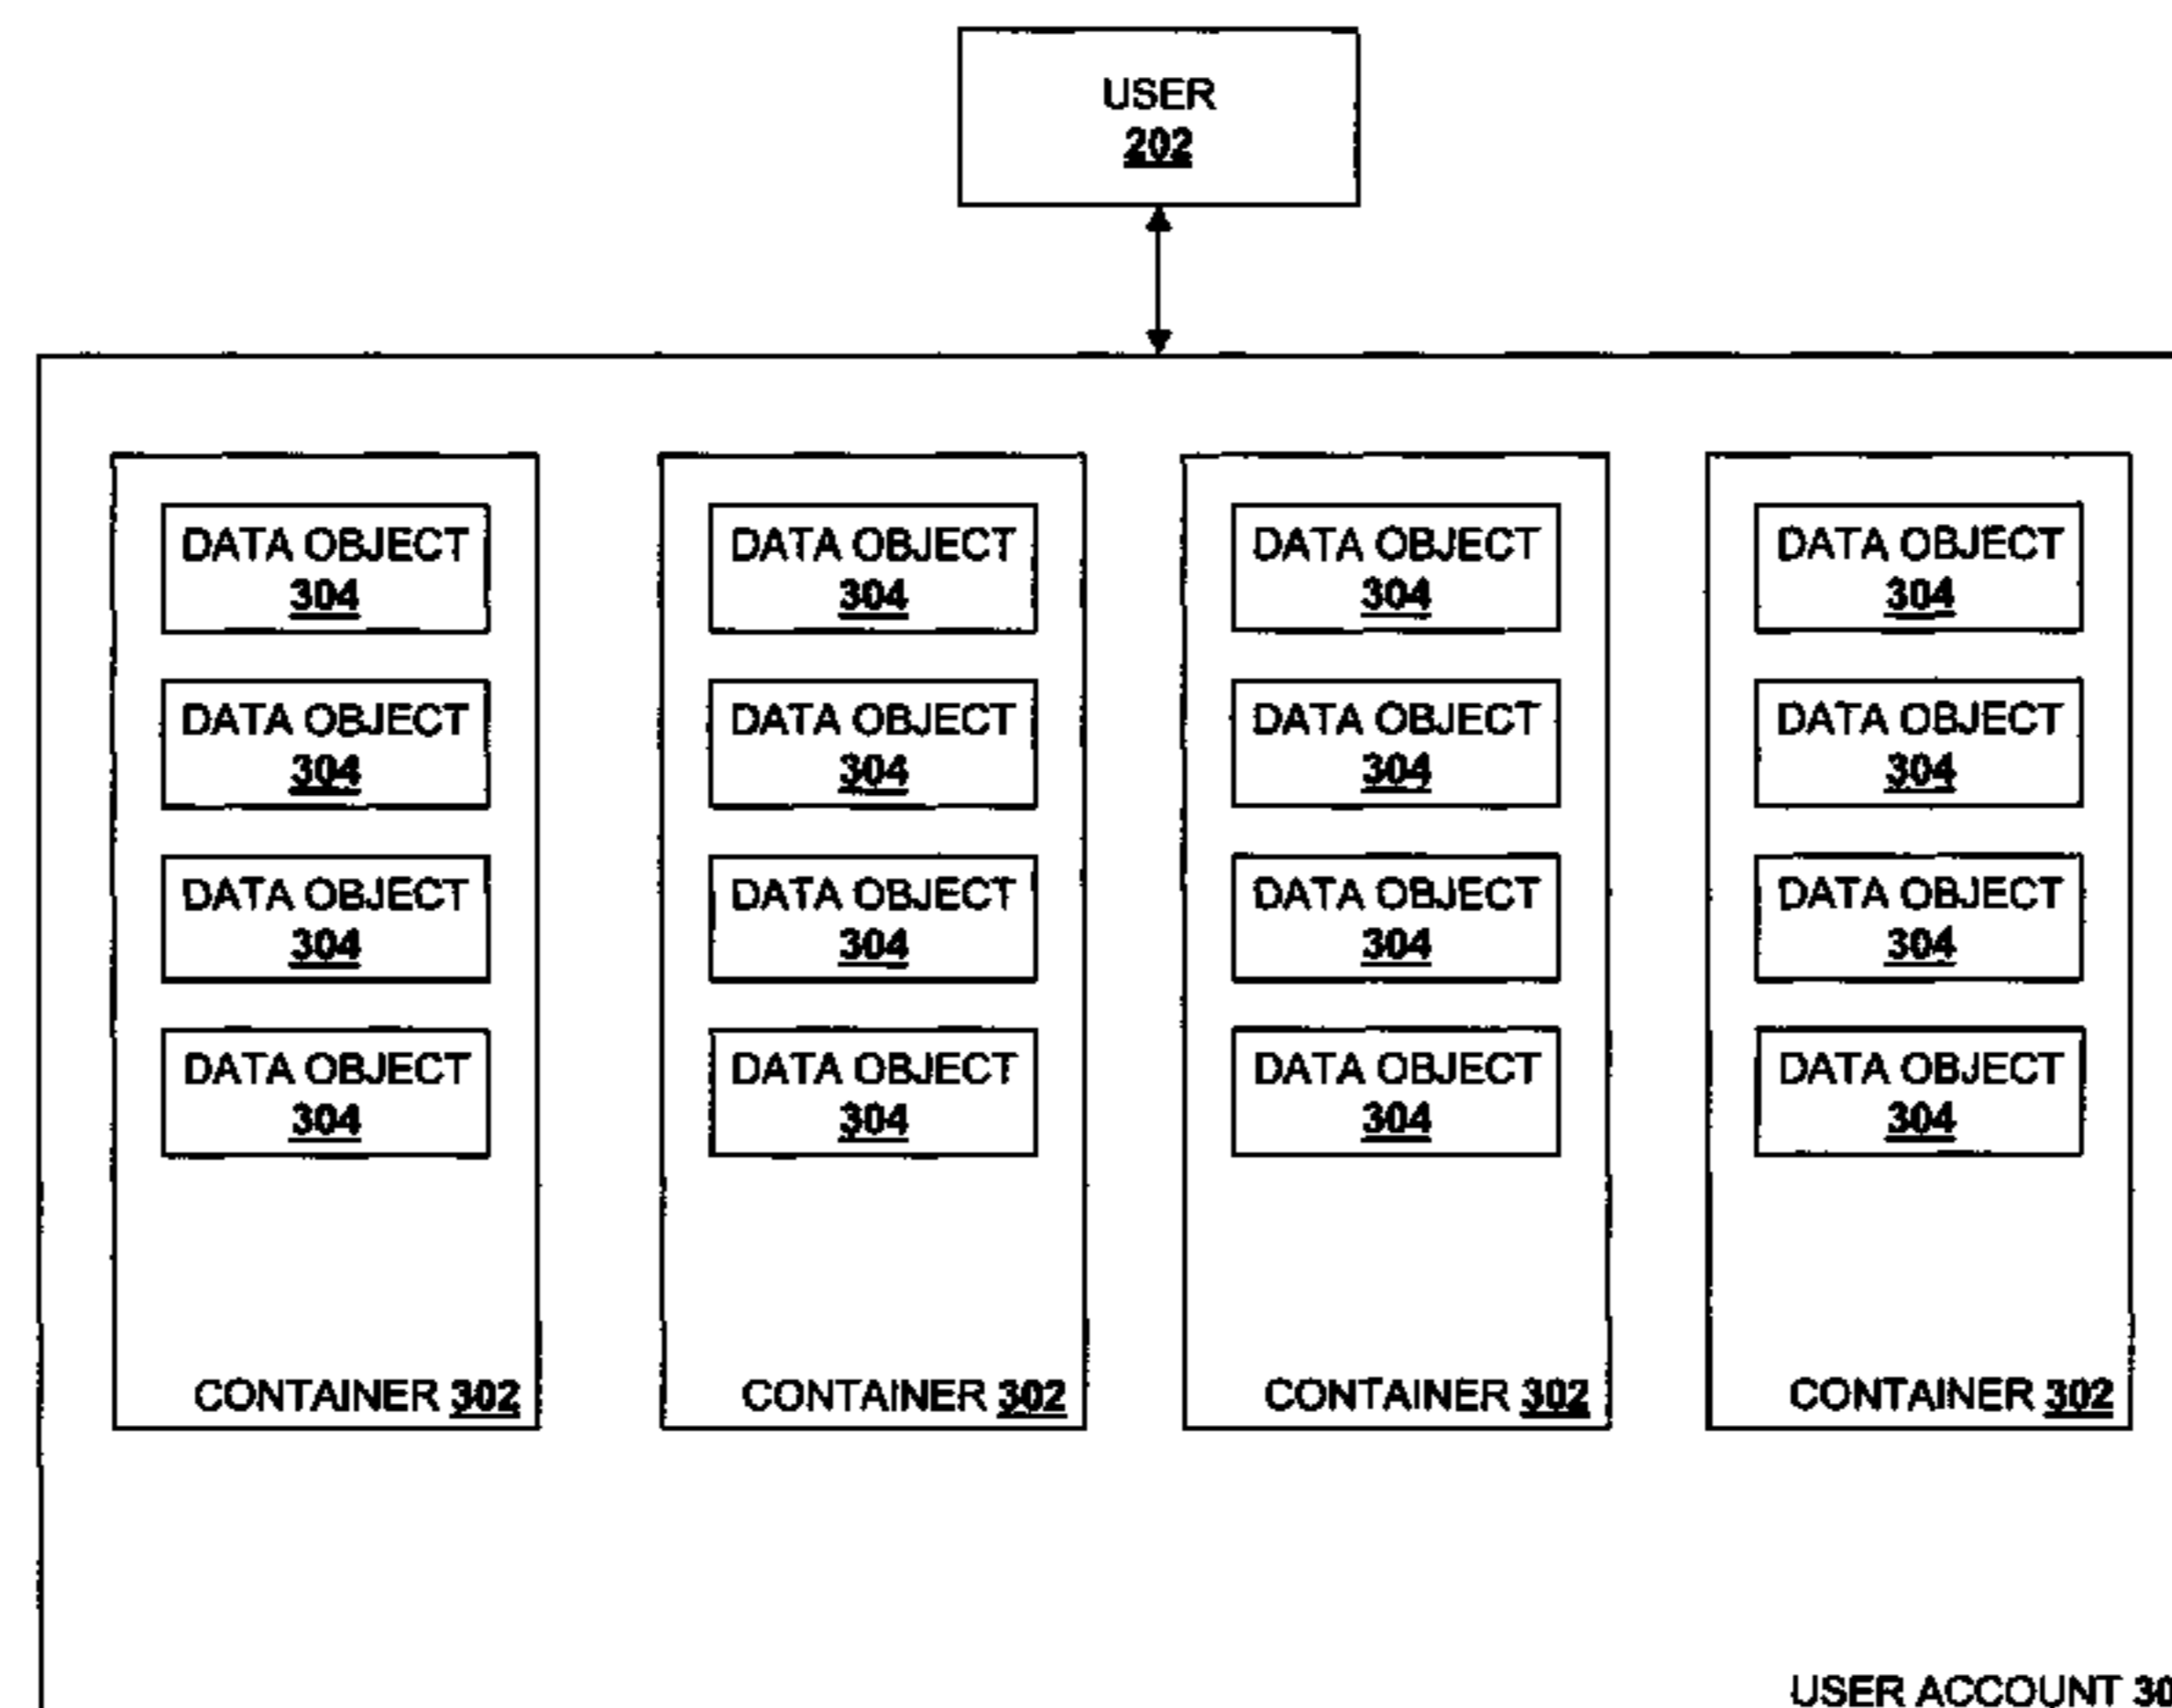 USER
202
DATA OBJECT DATA OBJECT DATA OBJECT DATA OBJECT
304 304 304 304
DATA OBJECT DATA OBJECT DATA OBJECT DATA OBJECT
304 304 304 304
DATA OBJECT DATA OBJECT DATA OBJECT DATA OBJECT
304 304 304 304
DATA OBJECT DATA OBJECT DATA OBJECT DATA OBJECT
304 304 304 304
CONTAINER 302 CONTAINER 302 CONTAINER 302 CONTAINER 302
USER ACCOUNT